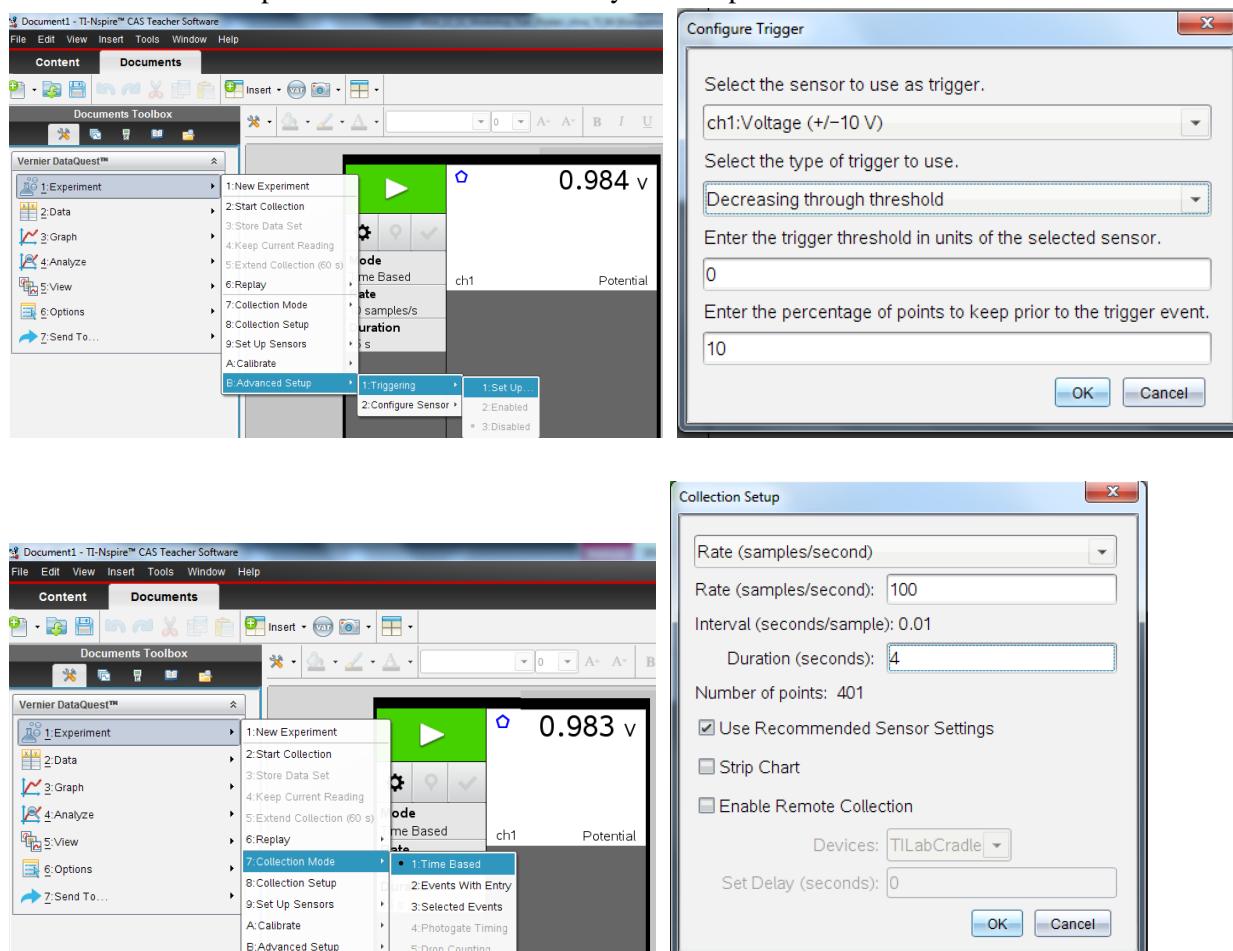 Document1 - TI-Nspire™ CAS Teacher Software
File Edit View Insert Tools Window Help
Content Documents
Insert
Documents Toolbox
0 A- A- B I U
Vernier DataQuest™
1:Experiment
2:Data
3:Graph
4:Analyze
5:View
6:Options
7:Send To...
1:New Experiment
2:Start Collection
3:Store Data Set
4:Keep Current Reading
5:Extend Collection (60 s)
6:Replay
7:Collection Mode
8:Collection Setup
9:Set Up Sensors
A:Calibrate
B:Advanced Setup
1:Triggering
2:Configure Sensor
1:Set Up...
2:Enabled
3:Disabled
0.984 V
ch1 Potential
samples/s
Configure Trigger
Select the sensor to use as trigger.
ch1:Voltage (+/−10 V)
Select the type of trigger to use.
Decreasing through threshold
Enter the trigger threshold in units of the selected sensor.
0
Enter the percentage of points to keep prior to the trigger event.
10
OK Cancel
Document1 - TI-Nspire™ CAS Teacher Software
File Edit View Insert Tools Window Help
Content Documents
Insert
Documents Toolbox
0 A- A- B
Vernier DataQuest™
1:Experiment
2:Data
3:Graph
4:Analyze
5:View
6:Options
7:Send To...
1:New Experiment
2:Start Collection
3:Store Data Set
4:Keep Current Reading
5:Extend Collection (60 s)
6:Replay
7:Collection Mode
8:Collection Setup
9:Set Up Sensors
A:Calibrate
B:Advanced Setup
1:Time Based
2:Events With Entry
3:Selected Events
4:Photogate Timing
5:Drop Counting
0.983 V
ch1 Potential
Collection Setup
Rate (samples/second)
Rate (samples/second): 100
Interval (seconds/sample): 0.01
Duration (seconds): 4
Number of points: 401
Use Recommended Sensor Settings
Strip Chart
Enable Remote Collection
Devices: TILabCradle
Set Delay (seconds): 0
OK Cancel